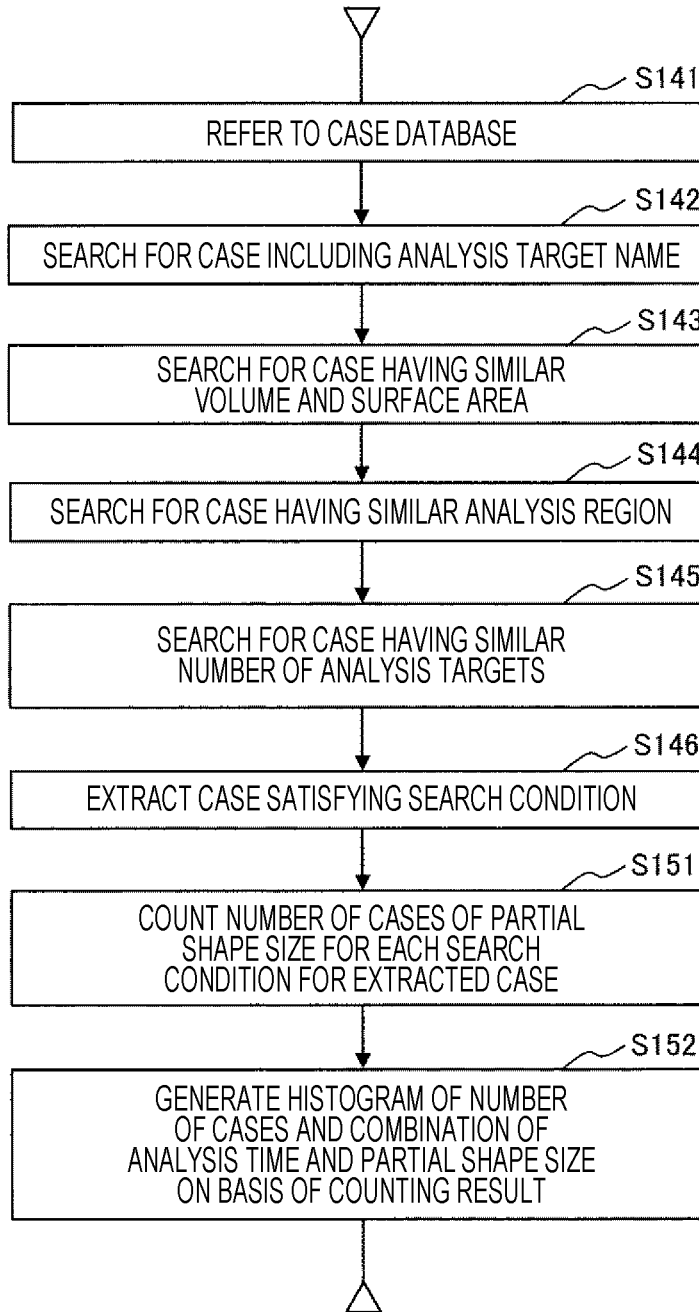 S141
REFER TO CASE DATABASE
S142
SEARCH FOR CASE INCLUDING ANALYSIS TARGET NAME
S143
SEARCH FOR CASE HAVING SIMILAR
VOLUME AND SURFACE AREA
S144
SEARCH FOR CASE HAVING SIMILAR ANALYSIS REGION
S145
SEARCH FOR CASE HAVING SIMILAR
NUMBER OF ANALYSIS TARGETS
S146
EXTRACT CASE SATISFYING SEARCH CONDITION
S151
COUNT NUMBER OF CASES OF PARTIAL
SHAPE SIZE FOR EACH SEARCH
CONDITION FOR EXTRACTED CASE
S152
GENERATE HISTOGRAM OF NUMBER
OF CASES AND COMBINATION OF
ANALYSIS TIME AND PARTIAL SHAPE SIZE
ON BASIS OF COUNTING RESULT